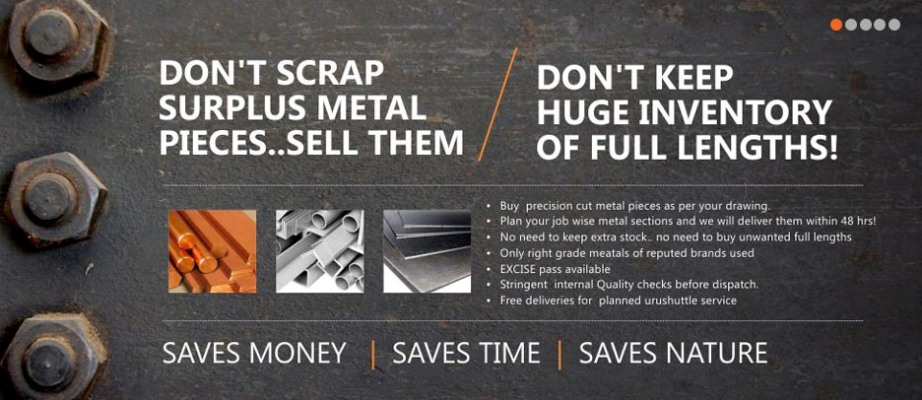 DON'T SCRAP
SURPLUS METAL
PIECES..SELL THEM
DON'T KEEP
HUGE INVENTORY
OF FULL LENGTHS!
• Buy precision cut metal pieces as per your drawing.
• Plan your job wise metal sections and we will deliver them within 48 hrs!
• No need to keep extra stock.. no need to buy unwanted full lengths
• Only right grade meatals of reputed brands used
• EXCISE pass available
• Stringent internal Quality checks before dispatch.
• Free deliveries for planned urushuttle service
SAVES MONEY | SAVES TIME | SAVES NATURE